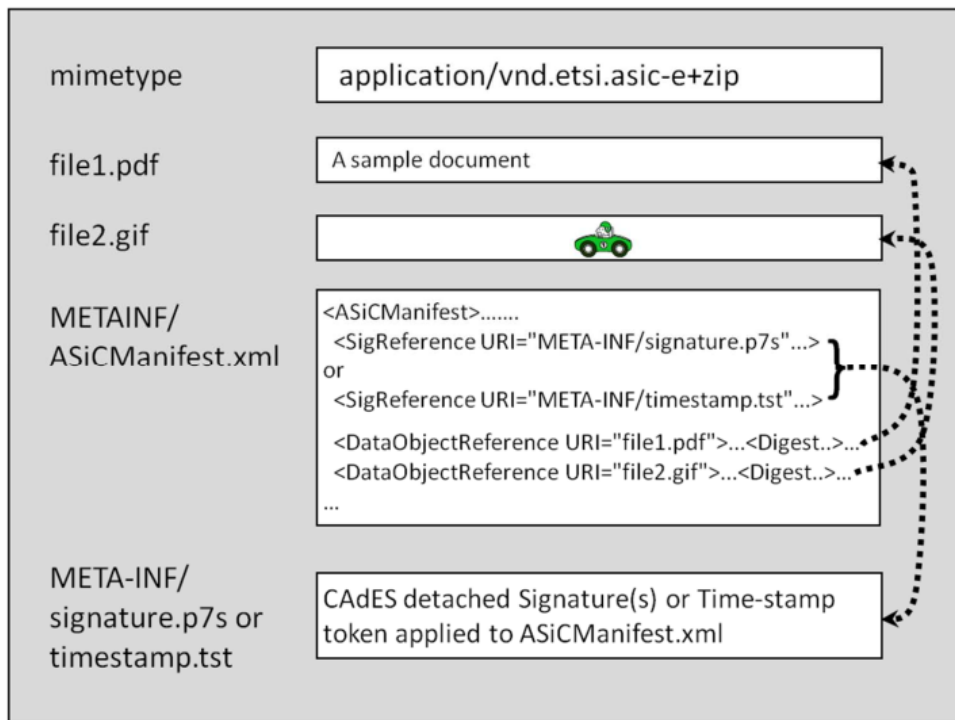 mimetype
application/vnd.etsi.asic-e+zip
file1.pdf
A sample document
file2.gif
METAINF/
ASiCManifest.xml
<ASiCManifest>.......
<SigReference URI="META-INF/signature.p7s"...>
or
<SigReference URI="META-INF/timestamp.tst"...>
<DataObjectReference URI="file1.pdf">...<Digest..>...
<DataObjectReference URI="file2.gif">...<Digest..>...
...
META-INF/
signature.p7s or
timestamp.tst
CAdES detached Signature(s) or Time-stamp
token applied to ASiCManifest.xml